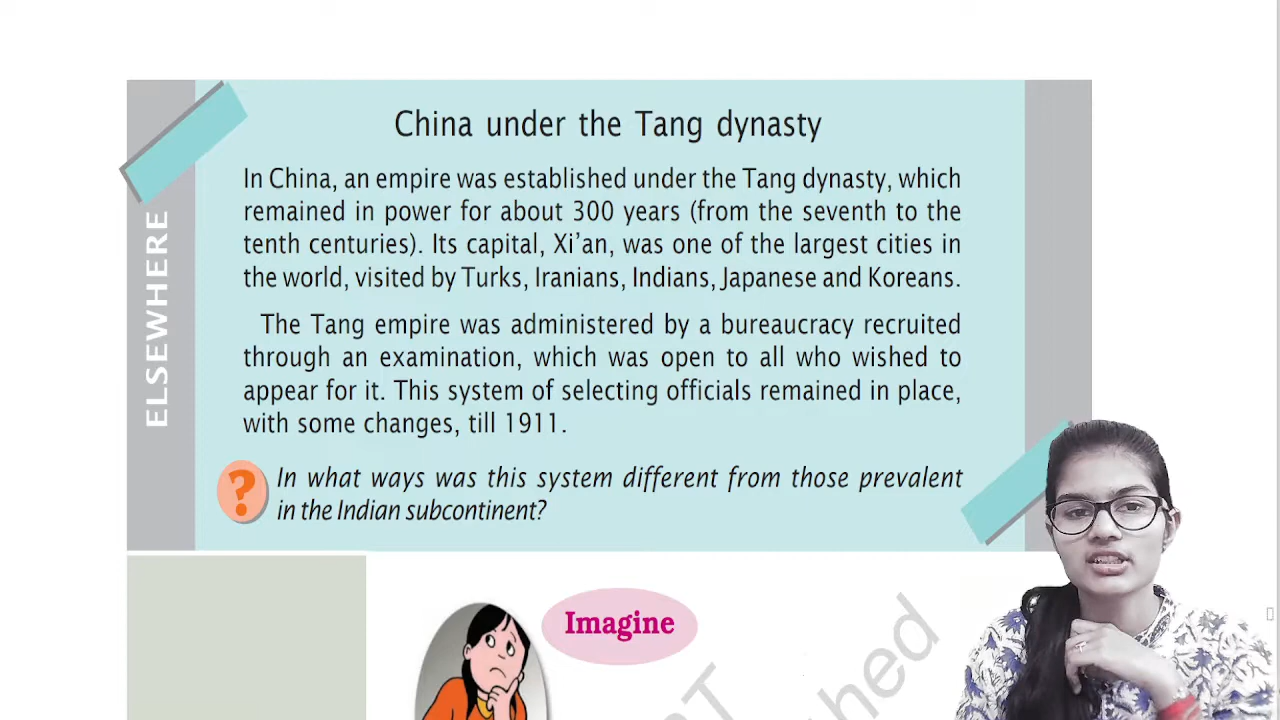 China under the Tang dynasty
In China, an empire was established under the Tang dynasty, which
remained in power for about 300 years (from the seventh to the
tenth centuries). Its capital, Xi’an, was one of the largest cities in
the world, visited by Turks, Iranians, Indians, Japanese and Koreans.
The Tang empire was administered by a bureaucracy recruited
through an examination, which was open to all who wished to
appear for it. This system of selecting officials remained in place,
with some changes, till 1911.
? In what ways was this system different from those prevalent
in the Indian subcontinent?
ELSEWHERE
Imagine